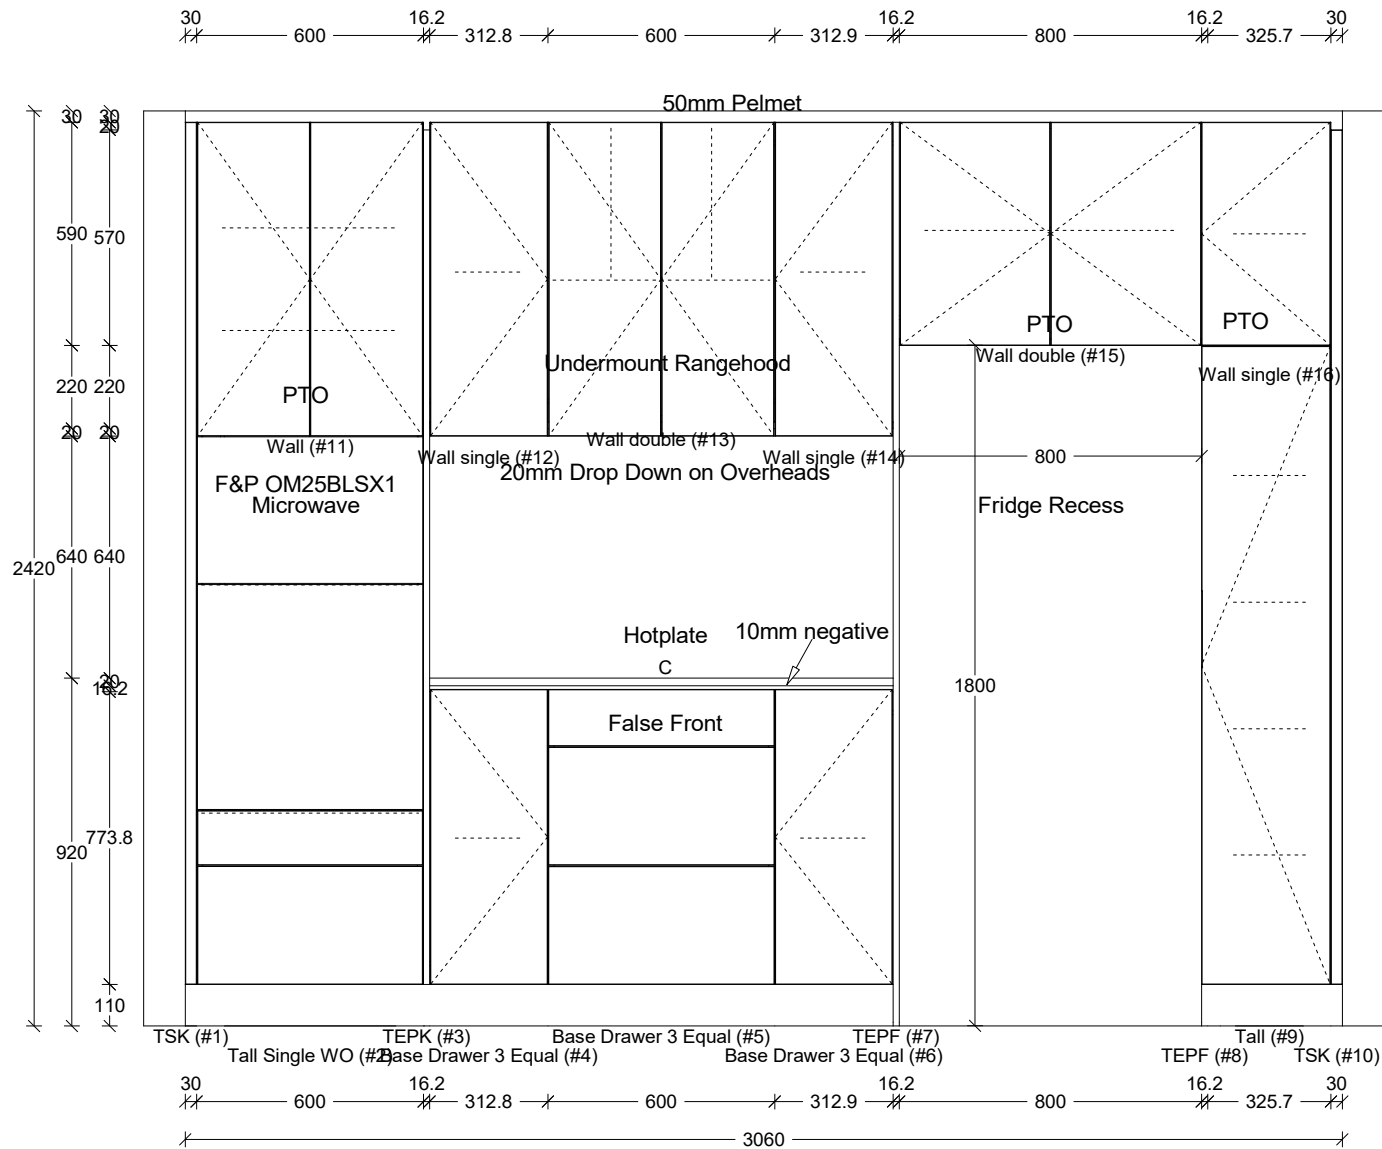 30 16.2 16.2 16.2 30
600 312.8 600 312.9 800 325.7
50mm Pelmet
30 30
20
590 570
PTO PTO
Wall double (#15)
Undermount Rangehood
Wall single (#16)
220 220
PTO
20 20
Wall double (#13)
Wall (#11)
Wall single (#12) Wall single (#14) 800
20mm Drop Down on Overheads
F&P OM25BLSX1
Microwave Fridge Recess
640 640
2420
Hotplate 10mm negative
C
20
16.2
1800
False Front
773.8
920
110
TSK (#1) TEPK (#3) Base Drawer 3 Equal (#5) TEPF (#7) Tall (#9)
Tall Single WO (#2) Base Drawer 3 Equal (#4) Base Drawer 3 Equal (#6) TEPF (#8) TSK (#10)
30 16.2 16.2 16.2 30
600 312.8 600 312.9 800 325.7
3060